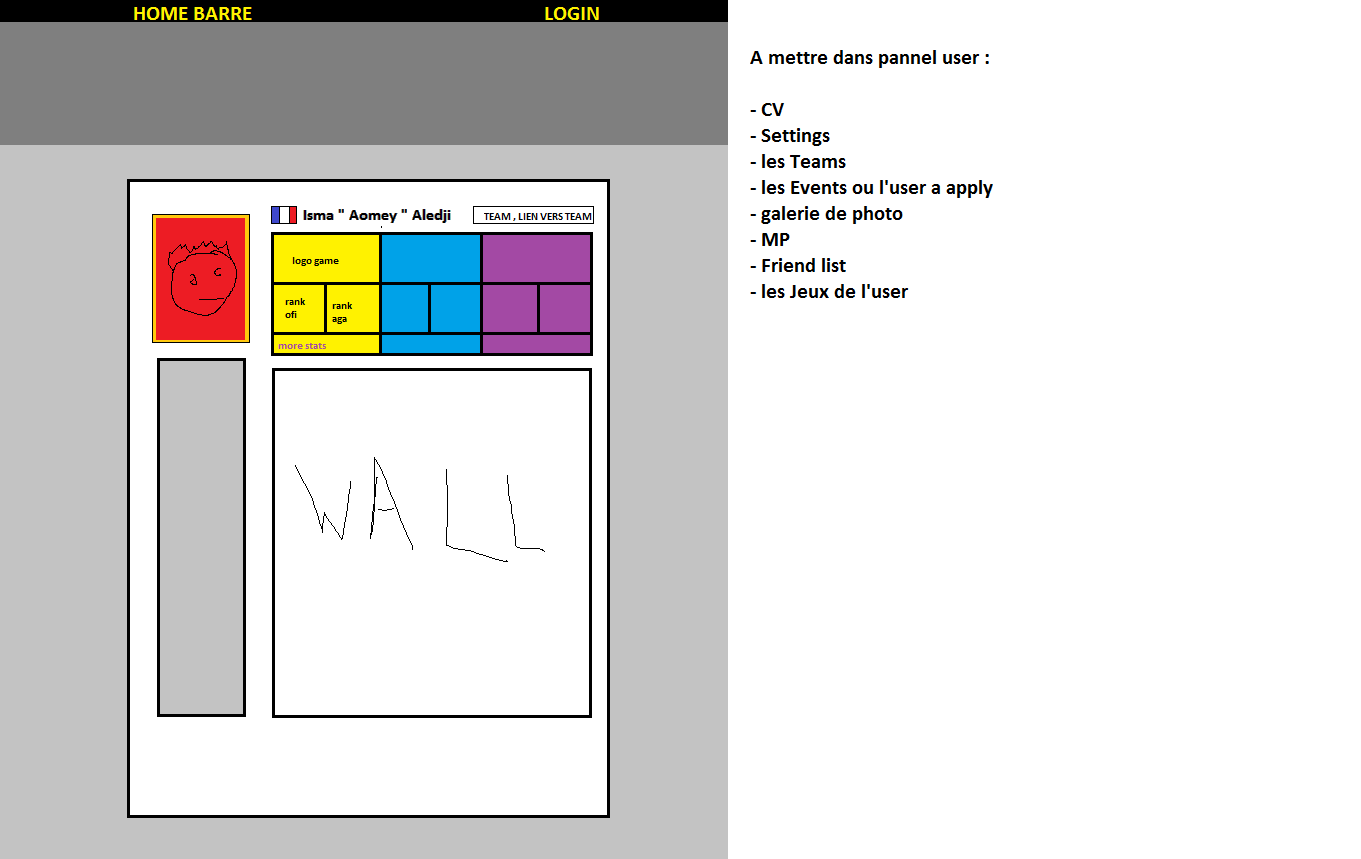 HOME BARRE
LOGIN
Isma " Aomey " Aledji
TEAM , LIEN VERS TEAM
logo game
rank
ofi
rank
aga
more stats
WALL
A mettre dans pannel user :
- CV
- Settings
- les Teams
- les Events ou l'user a apply
- galerie de photo
- MP
- Friend list
- les Jeux de l'user